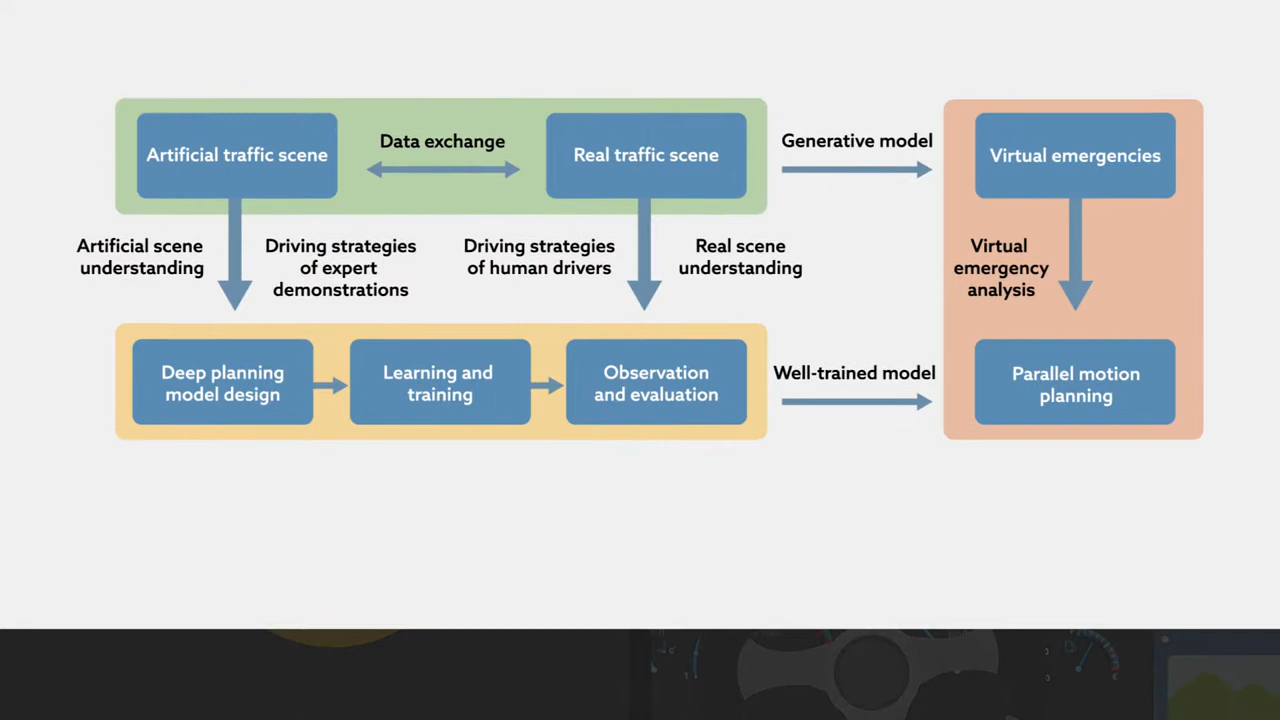 Artificial traffic scene
Data exchange
Real traffic scene
Generative model
Virtual emergencies
Artificial scene
understanding
Driving strategies
of expert
demonstrations
Driving strategies
of human drivers
Real scene
understanding
Virtual
emergency
analysis
Deep planning
model design
Learning and
training
Observation
and evaluation
Well-trained model
Parallel motion
planning